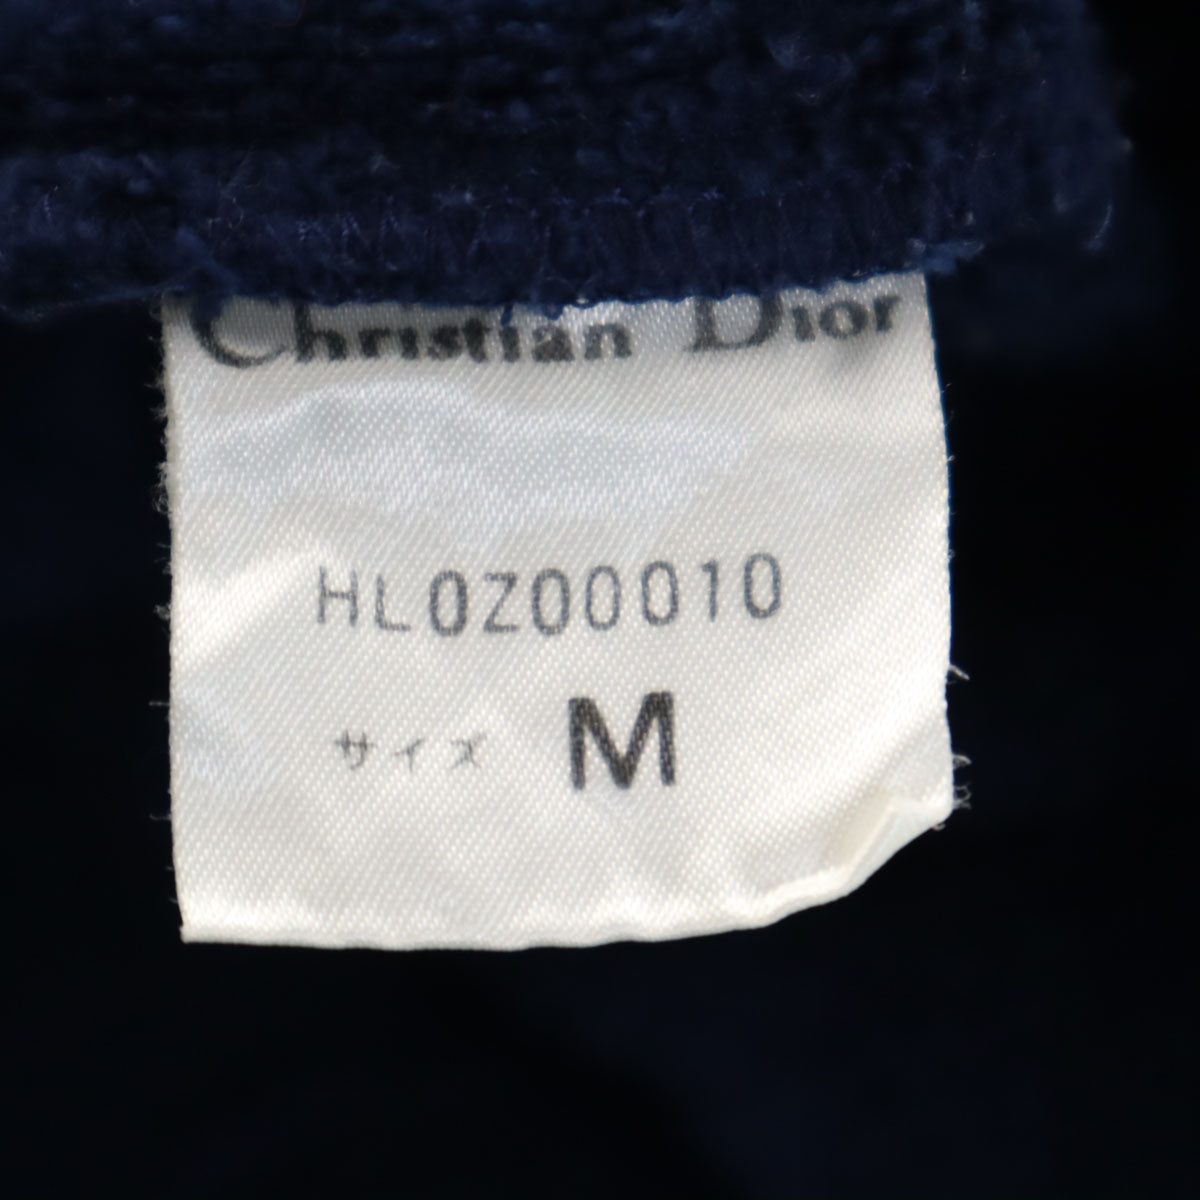 Christian Dior
HL0Z00010
サイズ M